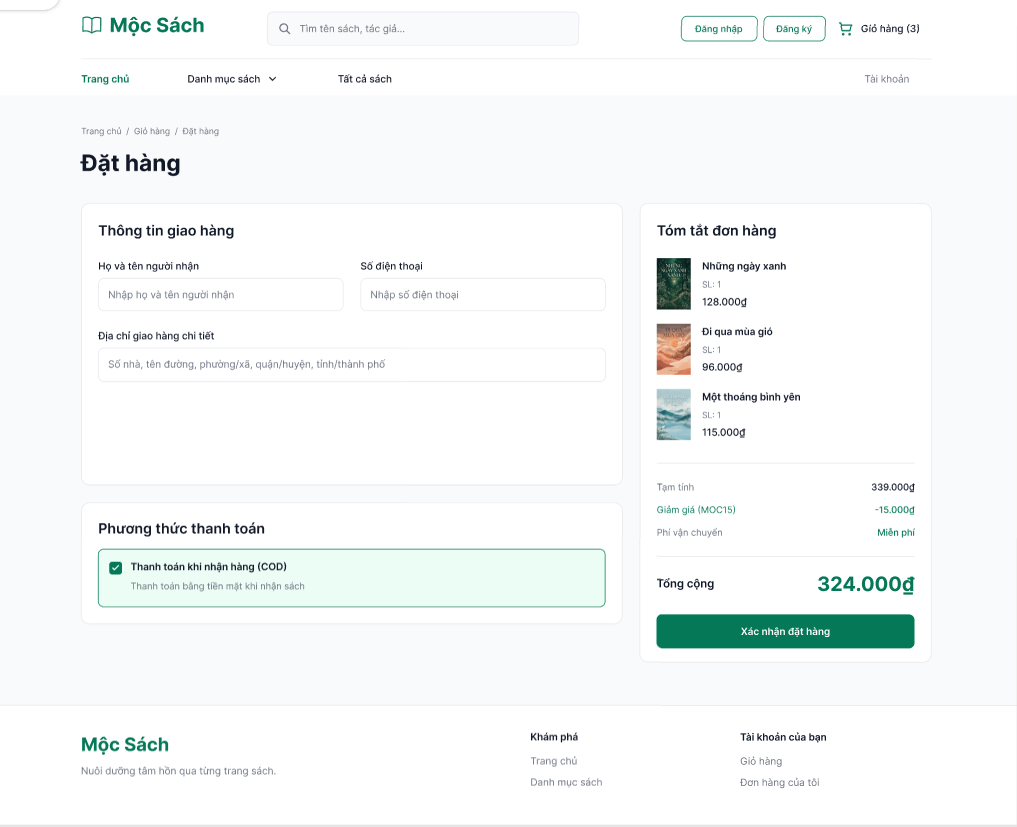 Mộc Sách
Tìm tên sách, tác giả...
Đăng nhập
Đăng ký
Giỏ hàng (3)
Trang chủ
Danh mục sách
Tất cả sách
Tài khoản
Trang chủ / Giỏ hàng / Đặt hàng
Đặt hàng
Thông tin giao hàng
Họ và tên người nhận
Số điện thoại
Nhập họ và tên người nhận
Nhập số điện thoại
Địa chỉ giao hàng chi tiết
Số nhà, tên đường, phường/xã, quận/huyện, tỉnh/thành phố
Phương thức thanh toán
Thanh toán khi nhận hàng (COD)
Thanh toán bằng tiền mặt khi nhận sách
Tóm tắt đơn hàng
NHỮNG
NGÀY XANH
Những ngày xanh
SL: 1
128.000₫
ĐI QUA
MÙA GIÓ
Đi qua mùa gió
SL: 1
96.000₫
Một thoáng bình yên
SL: 1
115.000₫
Tạm tính 339.000₫
Giảm giá (MOC15) -15.000₫
Phí vận chuyển Miễn phí
Tổng cộng 324.000₫
Xác nhận đặt hàng
Mộc Sách
Nuôi dưỡng tâm hồn qua từng trang sách.
Khám phá
Trang chủ
Danh mục sách
Tài khoản của bạn
Giỏ hàng
Đơn hàng của tôi